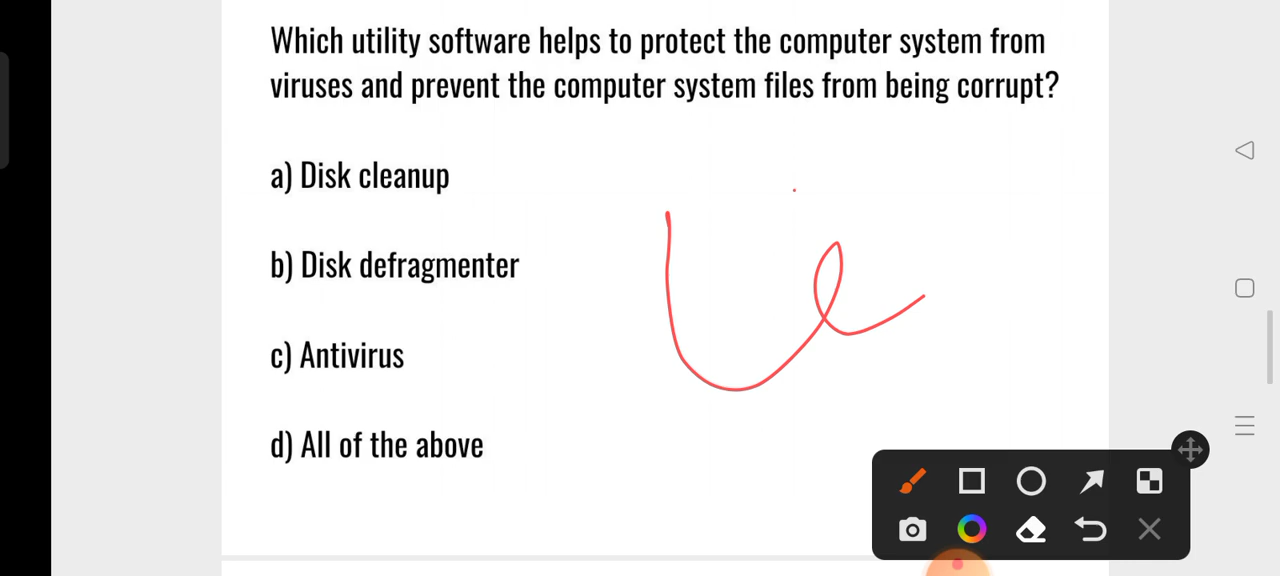 Which utility software helps to protect the computer system from
viruses and prevent the computer system files from being corrupt?
a) Disk cleanup
b) Disk defragmenter
c) Antivirus
d) All of the above